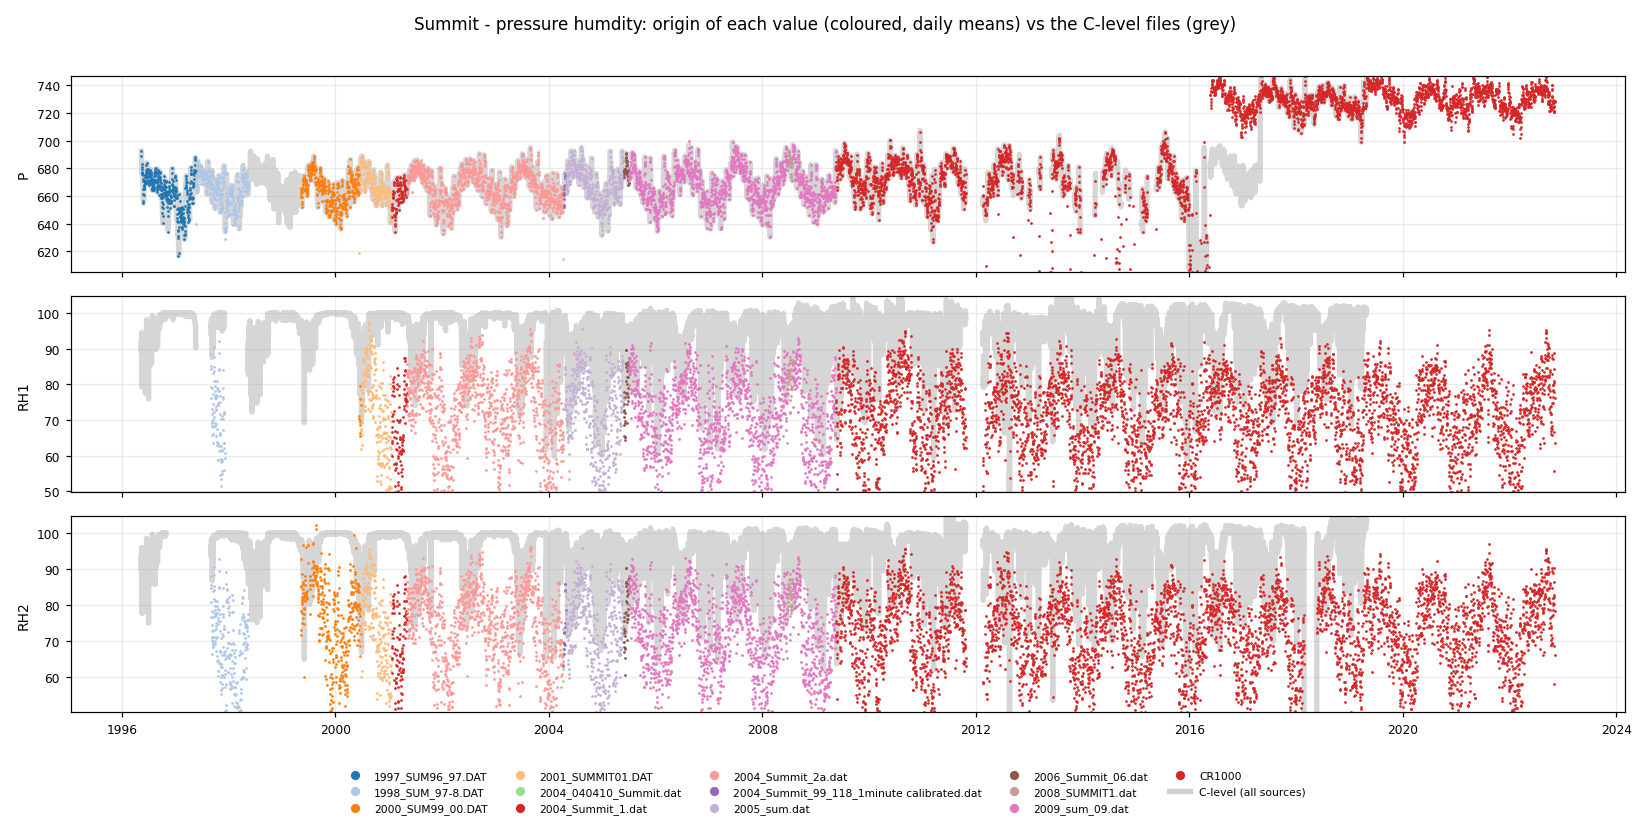 Summit - pressure humdity: origin of each value (coloured, daily means) vs the C-level files (grey)
740
720
700
680
660
640
620
P
100
90
80
70
60
50
RH1
100
90
80
70
60
RH2
1996 2000 2004 2008 2012 2016 2020 2024
1997_SUM96_97.DAT 2001_SUMMIT01.DAT 2004_Summit_2a.dat 2006_Summit_06.dat CR1000
1998_SUM_97-8.DAT 2004_040410_Summit.dat 2004_Summit_99_118_1minute calibrated.dat 2008_SUMMIT1.dat C-level (all sources)
2000_SUM99_00.DAT 2004_Summit_1.dat 2005_sum.dat 2009_sum_09.dat